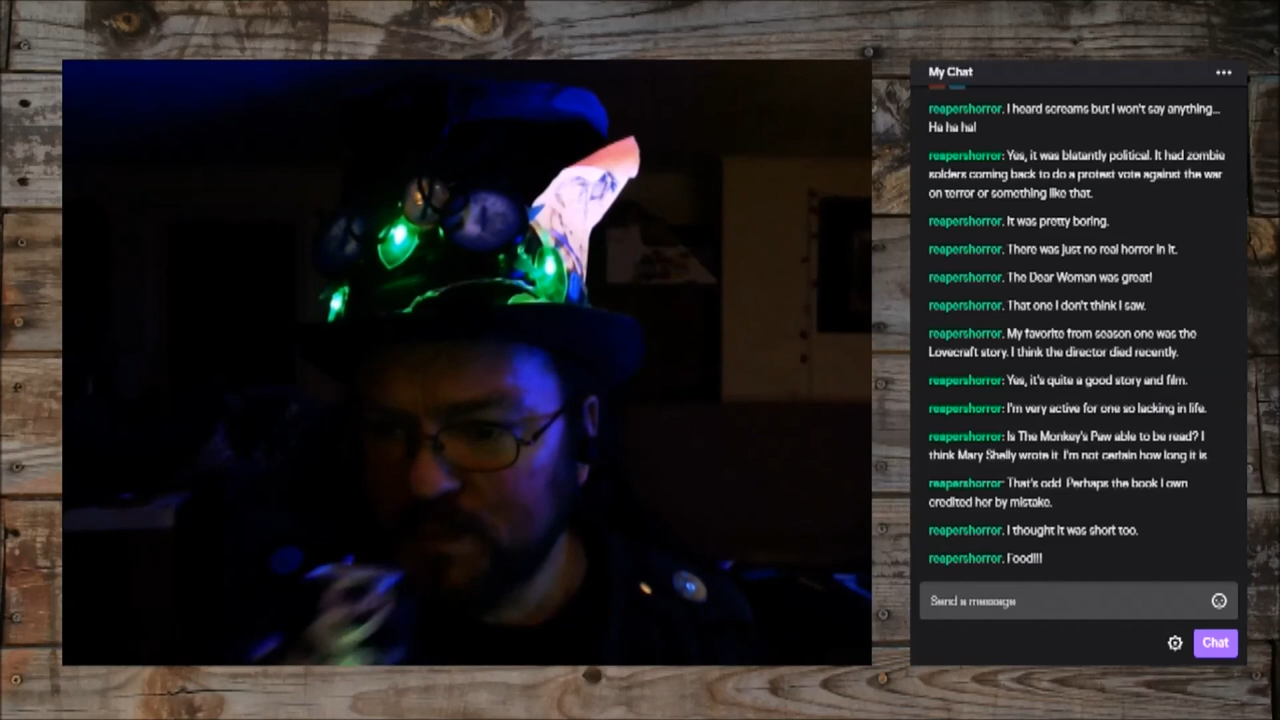 My Chat
reapershorror: I heard screams but I won't say anything...
Ha ha ha!
reapershorror: Yes, it was blatantly political. It had zombie
solders coming back to do a protest vote against the war
on terror or something like that.
reapershorror: It was pretty boring.
reapershorror: There was just no real horror in it.
reapershorror: The Dear Woman was great!
reapershorror: That one I don't think I saw.
reapershorror: My favorite from season one was the
Lovecraft story. I think the director died recently.
reapershorror: Yes, it's quite a good story and film.
reapershorror: I'm very active for one so lacking in life.
reapershorror: Is The Monkey's Paw able to be read? I
think Mary Shelly wrote it. I'm not certain how long it is
reapershorror: That's odd. Perhaps the book I own
credited her by mistake.
reapershorror: I thought it was short too.
reapershorror: Food!!!
Send a message
Chat